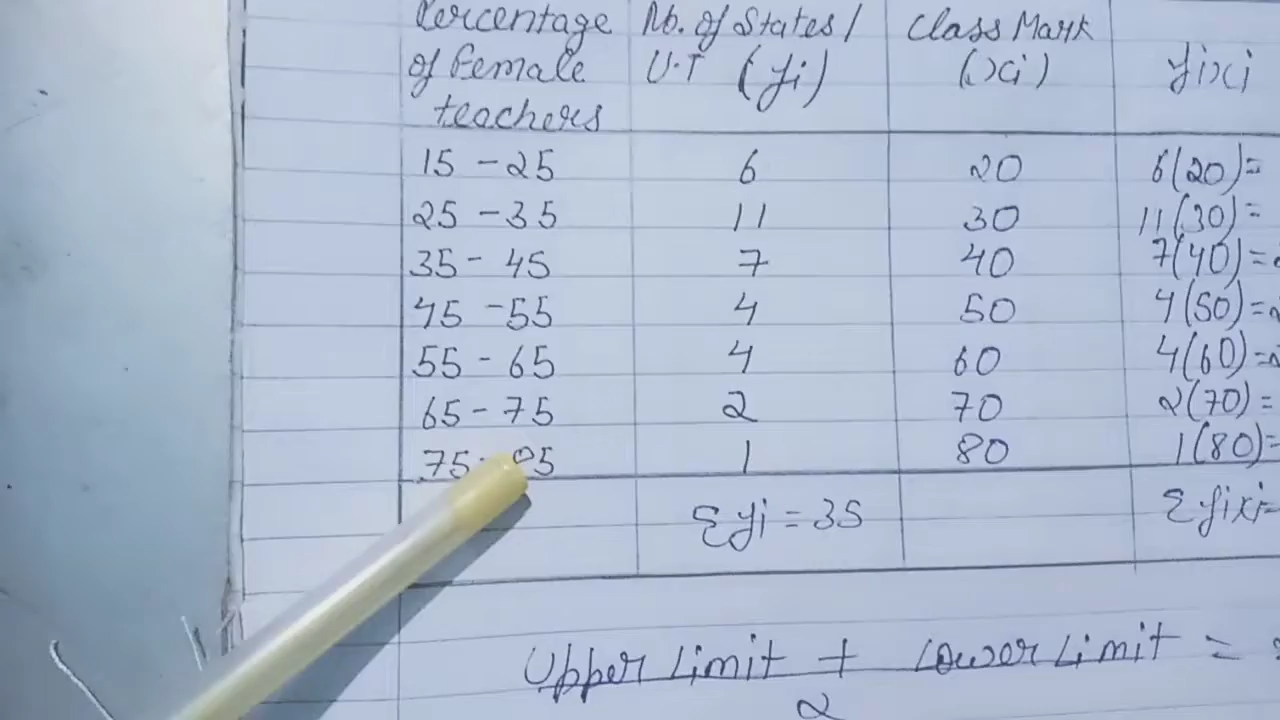 Percentage of Female teachers | No. of States / U.T (fi) | Class Mark (xi) | fixi
15 - 25 | 6 | 20 | 6(20)=
25 - 35 | 11 | 30 | 11(30)=
35 - 45 | 7 | 40 | 7(40)=
45 - 55 | 4 | 50 | 4(50)=
55 - 65 | 4 | 60 | 4(60)=
65 - 75 | 2 | 70 | 2(70)=
75 - 85 | 1 | 80 | 1(80)=
Σfi = 35 | Σfixi=
Upper Limit + Lower Limit =
2